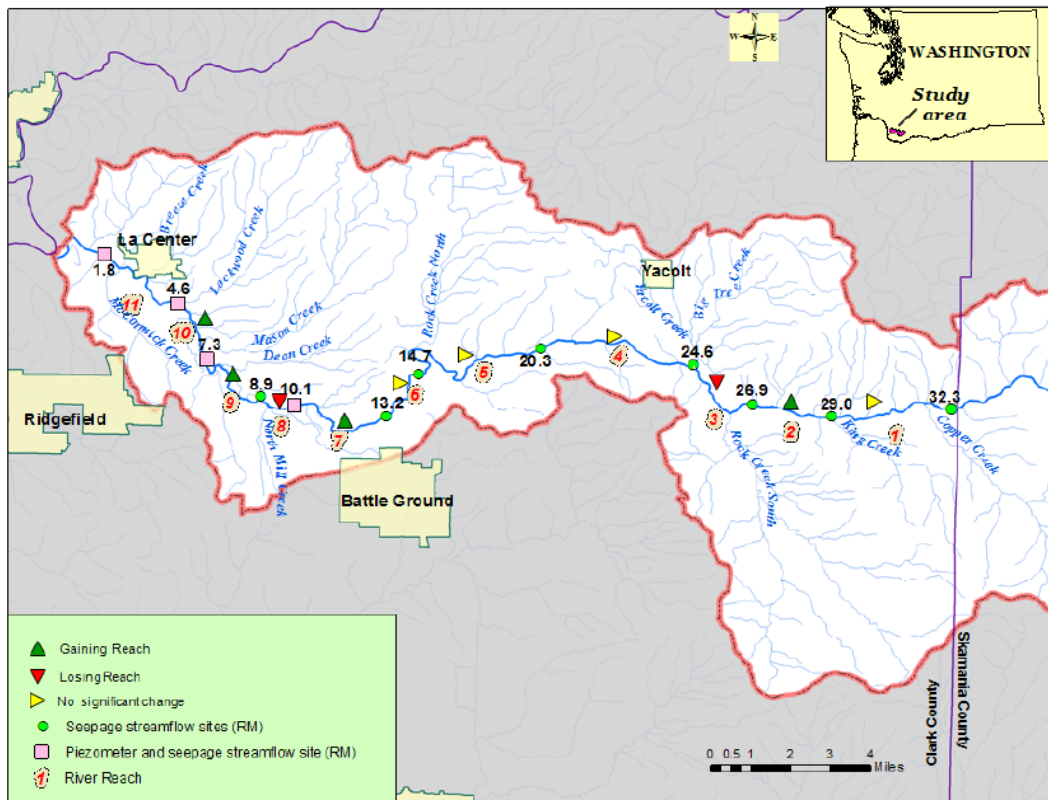 N
W E
S
WASHINGTON
Study
area
Breese Creek
La Center
Lockwood Creek
1.8
4.6
11
McCormick Creek
10
7.3
Mason Creek
Dean Creek
Rock Creek North
Yacolt
Yacolt Creek
Big Tree Creek
14.7
5
20.3
4
24.6
6
8.9
10.1
9
8
13.2
7
3
26.9
2
29.0
King Creek
1
32.3
Copper Creek
Ridgefield
North Mill Creek
Battle Ground
Rock Creek South
Clark County
Skamania County
Gaining Reach
Losing Reach
No significant change
Seepage streamflow sites (RM)
Piezometer and seepage streamflow site (RM)
1 River Reach
0 0.5 1 2 3 4
Miles